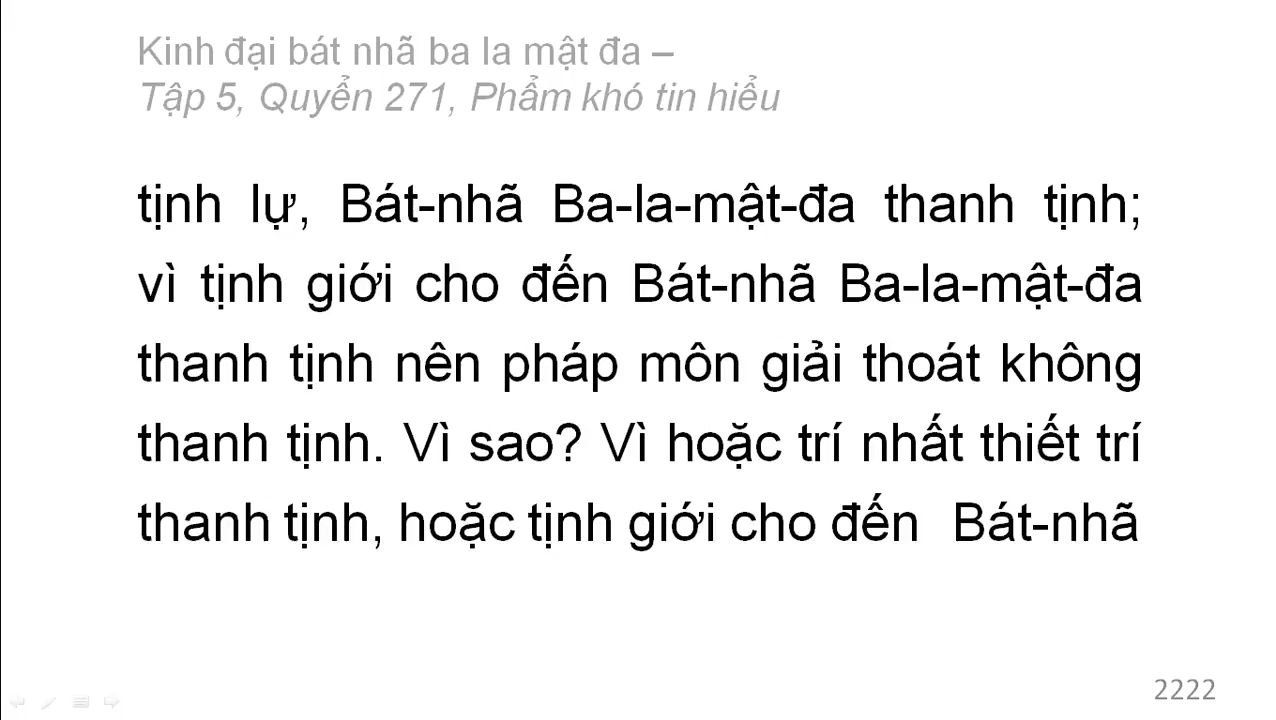 Kinh đại bát nhã ba la mật đa –
Tập 5, Quyển 271, Phẩm khó tin hiểu
tịnh lự, Bát-nhã Ba-la-mật-đa thanh tịnh;
vì tịnh giới cho đến Bát-nhã Ba-la-mật-đa
thanh tịnh nên pháp môn giải thoát không
thanh tịnh. Vì sao? Vì hoặc trí nhất thiết trí
thanh tịnh, hoặc tịnh giới cho đến Bát-nhã
2222